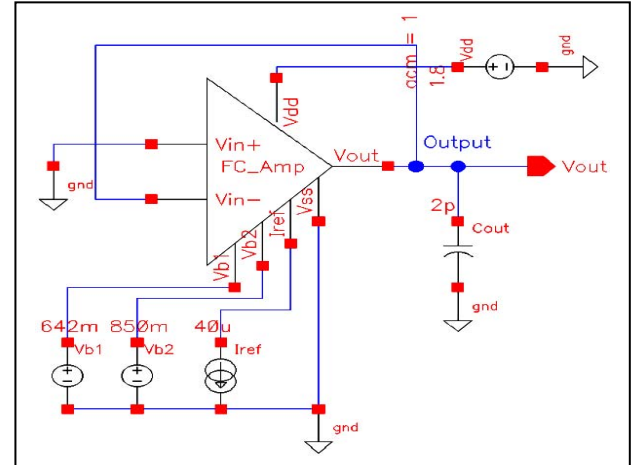 acm = 1
1.8
Vdd
gnd
Vdd
Vin+
FC_Amp
Vout
Output
Vout
gnd
Vin-
Vss
Iref
Vb2
Vb1
2p
Cout
gnd
642m
850m
40u
Vb1
Vb2
Iref
gnd